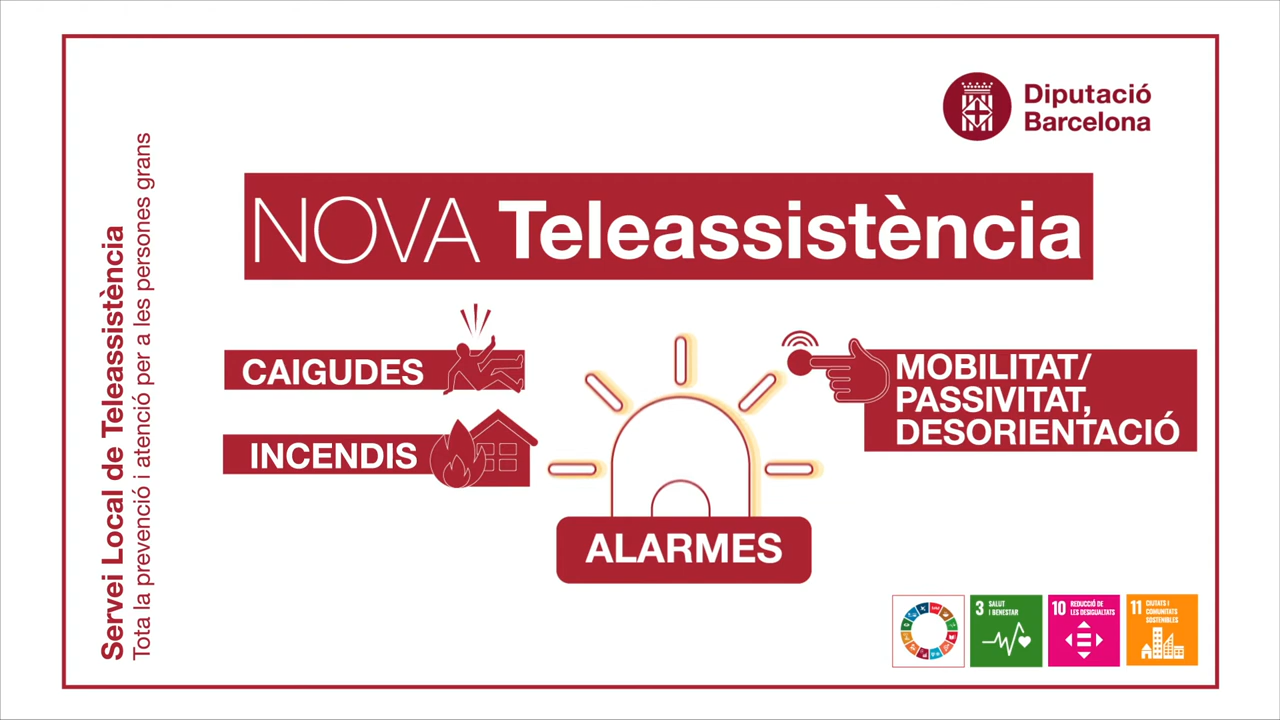 Diputació
Barcelona
NOVA Teleassistència
Servei Local de Teleassistència
Tota la prevenció i atenció per a les persones grans
CAIGUDES
INCENDIS
MOBILITAT/
PASSIVITAT,
DESORIENTACIÓ
ALARMES
3 SALUT
I BENESTAR
10 REDUCCIÓ DE
LES DESIGUALTATS
11 CIUTATS I
COMUNITATS
SOSTENIBLES